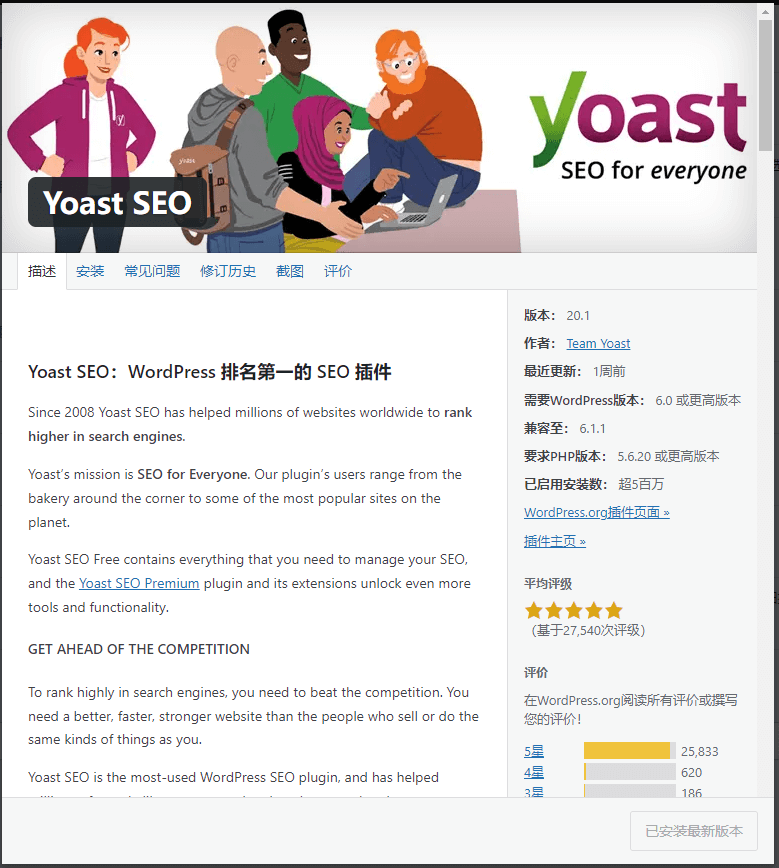 yoast
SEO for everyone
Yoast SEO
描述 安装 常见问题 修订历史 截图 评价
Yoast SEO：WordPress 排名第一的 SEO 插件
Since 2008 Yoast SEO has helped millions of websites worldwide to rank
higher in search engines.
Yoast’s mission is SEO for Everyone. Our plugin’s users range from the
bakery around the corner to some of the most popular sites on the
planet.
Yoast SEO Free contains everything that you need to manage your SEO,
and the Yoast SEO Premium plugin and its extensions unlock even more
tools and functionality.
GET AHEAD OF THE COMPETITION
To rank highly in search engines, you need to beat the competition. You
need a better, faster, stronger website than the people who sell or do the
same kinds of things as you.
Yoast SEO is the most-used WordPress SEO plugin, and has helped
版本： 20.1
作者： Team Yoast
最近更新： 1周前
需要WordPress版本： 6.0 或更高版本
兼容至： 6.1.1
要求PHP版本： 5.6.20 或更高版本
已启用安装数： 超5百万
WordPress.org插件页面 »
插件主页 »
平均评级
（基于27,540次评级）
评价
在WordPress.org阅读所有评价或撰写
您的评价！
5星 25,833
4星 620
3星 186
已安装最新版本